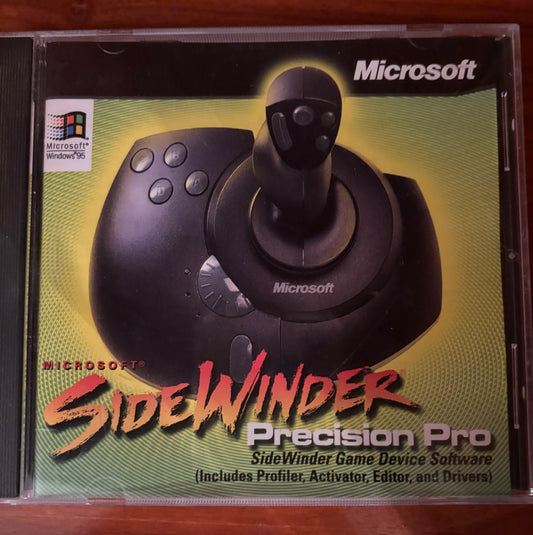 Microsoft
Microsoft®
Windows®95
B
A
D
Microsoft
MICROSOFT®
SIDEWINDER
Precision Pro
SideWinder Game Device Software
(Includes Profiler, Activator, Editor, and Drivers)